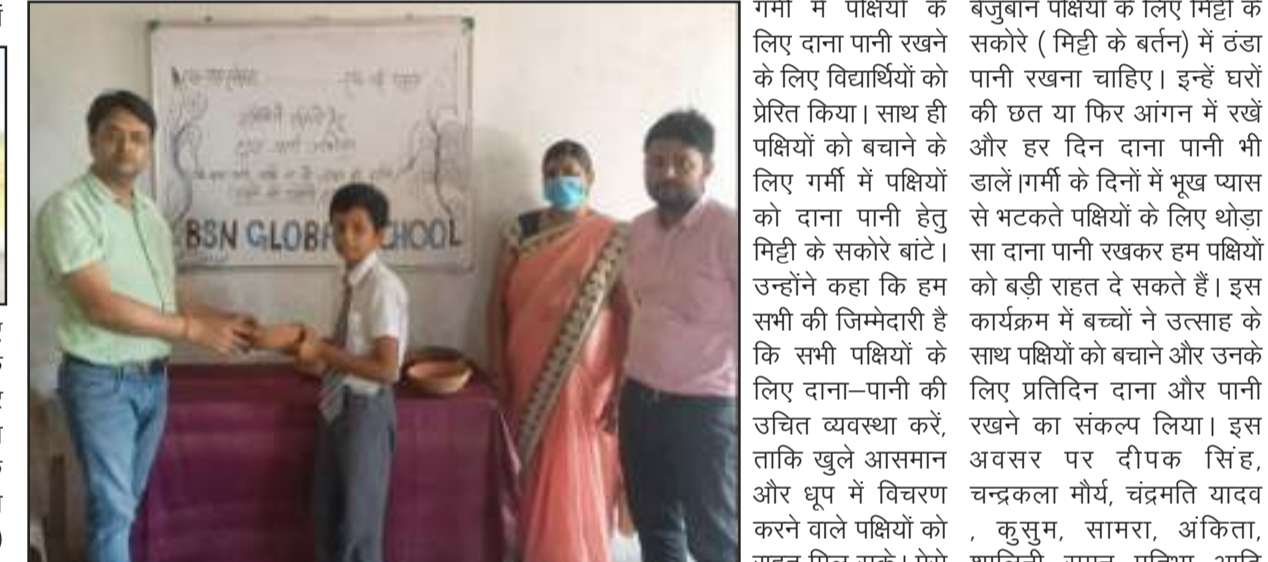 BSN GLOBAL SCHOOL
गर्मी में पक्षियों के
लिए दाना पानी रखने
के लिए विद्यार्थियों को
प्रेरित किया। साथ ही
पक्षियों को बचाने के
लिए गर्मी में पक्षियों
को दाना पानी हेतु
मिट्टी के सकोरे बांटे।
उन्होंने कहा कि हम
सभी की जिम्मेदारी है
कि सभी पक्षियों के
लिए दाना–पानी की
उचित व्यवस्था करें,
ताकि खुले आसमान
और धूप में विचरण
करने वाले पक्षियों को
बेजुबान पक्षियों के लिए मिट्टी के
सकोरे ( मिट्टी के बर्तन) में ठंडा
पानी रखना चाहिए। इन्हें घरों
की छत या फिर आंगन में रखें
और हर दिन दाना पानी भी
डालें।गर्मी के दिनों में भूख प्यास
से भटकते पक्षियों के लिए थोड़ा
सा दाना पानी रखकर हम पक्षियों
को बड़ी राहत दे सकते हैं। इस
कार्यक्रम में बच्चों ने उत्साह के
साथ पक्षियों को बचाने और उनके
लिए प्रतिदिन दाना और पानी
रखने का संकल्प लिया। इस
अवसर पर दीपक सिंह,
चन्द्रकला मौर्य, चंद्रमति यादव
, कुसुम, सामरा, अंकिता,